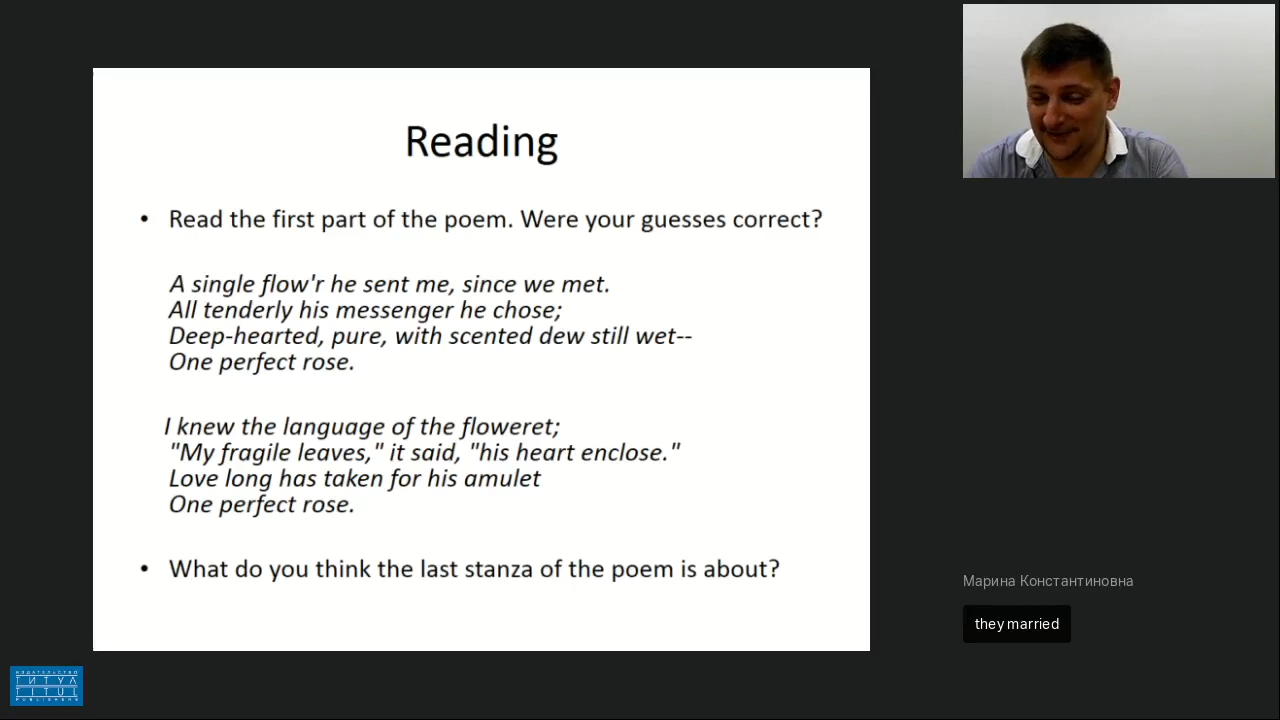 Reading
• Read the first part of the poem. Were your guesses correct?
A single flow'r he sent me, since we met.
All tenderly his messenger he chose;
Deep-hearted, pure, with scented dew still wet--
One perfect rose.
I knew the language of the floweret;
"My fragile leaves," it said, "his heart enclose."
Love long has taken for his amulet
One perfect rose.
• What do you think the last stanza of the poem is about?
Марина Константиновна
they married
ИЗДАТЕЛЬСТВО
ТИТУЛ
TITUL
PUBLISHERS